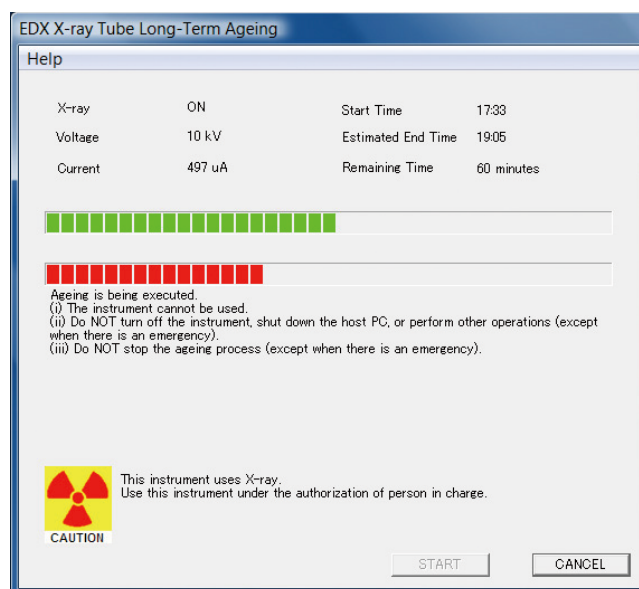 EDX X-ray Tube Long-Term Ageing
Help
X-ray ON Start Time 17:33
Voltage 10 kV Estimated End Time 19:05
Current 497 uA Remaining Time 60 minutes
Ageing is being executed.
(i) The instrument cannot be used.
(ii) Do NOT turn off the instrument, shut down the host PC, or perform other operations (except
when there is an emergency).
(iii) Do NOT stop the ageing process (except when there is an emergency).
This instrument uses X-ray.
Use this instrument under the authorization of person in charge.
CAUTION
START CANCEL